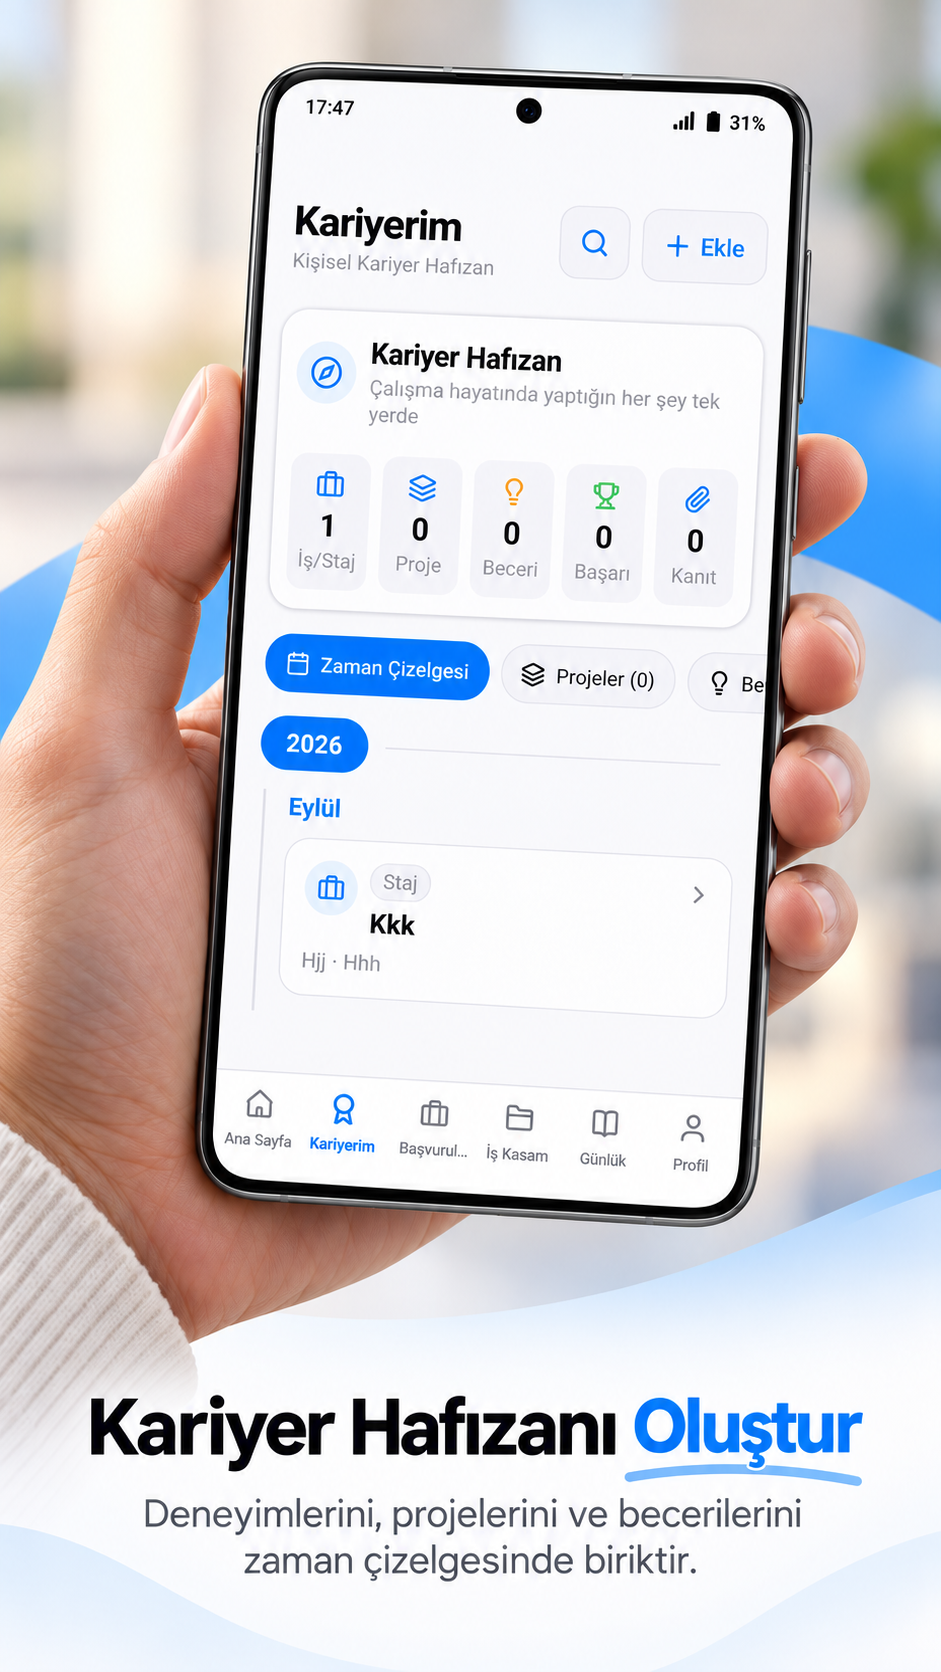 17:47
31%
Kariyerim
Kişisel Kariyer Hafızan
+ Ekle
Kariyer Hafızan
Çalışma hayatında yaptığın her şey tek
yerde
1
0
0
0
0
İş/Staj
Proje
Beceri
Başarı
Kanıt
Zaman Çizelgesi
Projeler (0)
Be
2026
Eylül
Staj
Kkk
Hjj · Hhh
Ana Sayfa
Kariyerim
Başvurul...
İş Kasam
Günlük
Profil
Kariyer Hafızanı Oluştur
Deneyimlerini, projelerini ve becerilerini
zaman çizelgesinde biriktir.